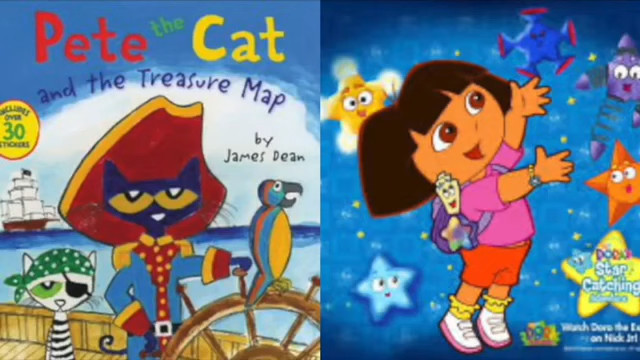 Pete the Cat
and the Treasure Map
INCLUDES
OVER
30
STICKERS
by
James Dean
DORA
Star
Catching
Watch Dora the Ex
on Nick Jr!